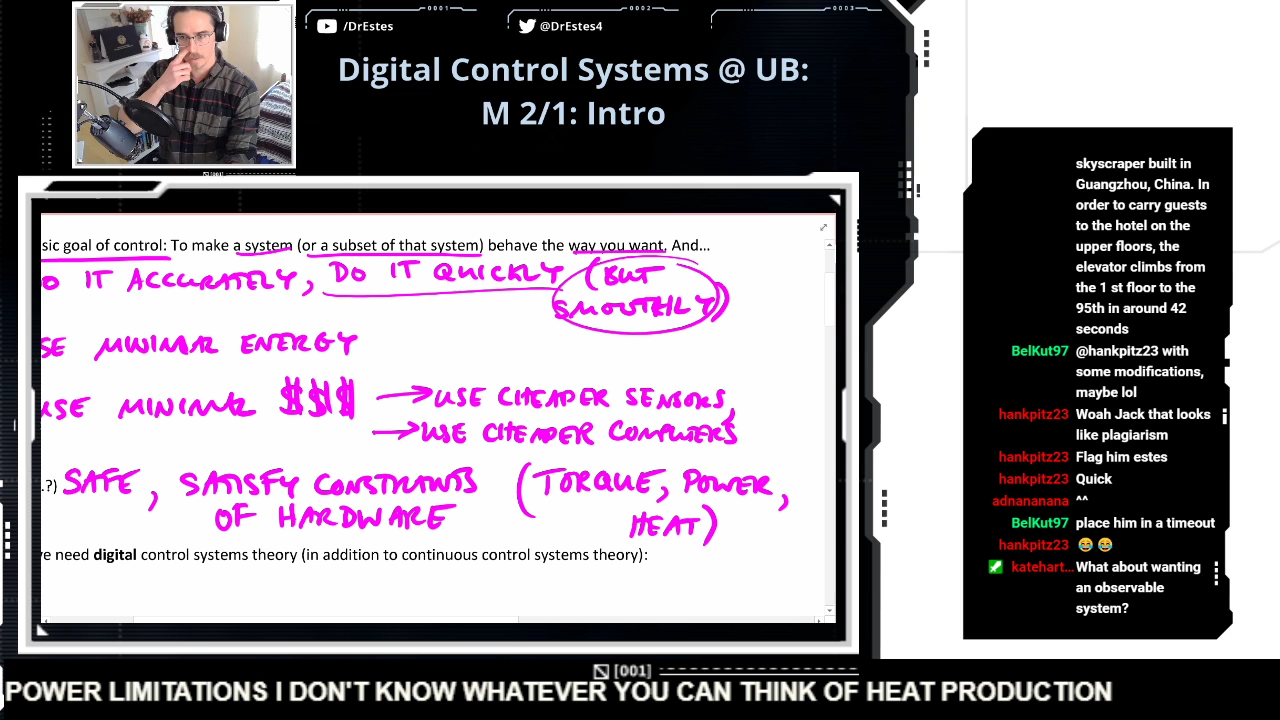 0001
0002
0003
/DrEstes
@DrEstes4
Digital Control Systems @ UB:
M 2/1: Intro
[001]
sic goal of control: To make a system (or a subset of that system) behave the way you want. And...
O IT ACCURATELY, DO IT QUICKLY (BUT
SMOOTHLY)
SE MINIMAL ENERGY
USE MINIMAL $$$ → USE CHEAPER SENSORS,
→ USE CHEAPER COMPUTERS
..?) SAFE, SATISFY CONSTRAINTS (TORQUE, POWER,
OF HARDWARE HEAT)
e need digital control systems theory (in addition to continuous control systems theory):
skyscraper built in
Guangzhou, China. In
order to carry guests
to the hotel on the
upper floors, the
elevator climbs from
the 1 st floor to the
95th in around 42
seconds
BelKut97 @hankpitz23 with
some modifications,
maybe lol
hankpitz23 Woah Jack that looks
like plagiarism
hankpitz23 Flag him estes
hankpitz23 Quick
adnananana ^^
BelKut97 place him in a timeout
hankpitz23 😂 😂
katehart... What about wanting
an observable
system?
[001]
POWER LIMITATIONS I DON'T KNOW WHATEVER YOU CAN THINK OF HEAT PRODUCTION